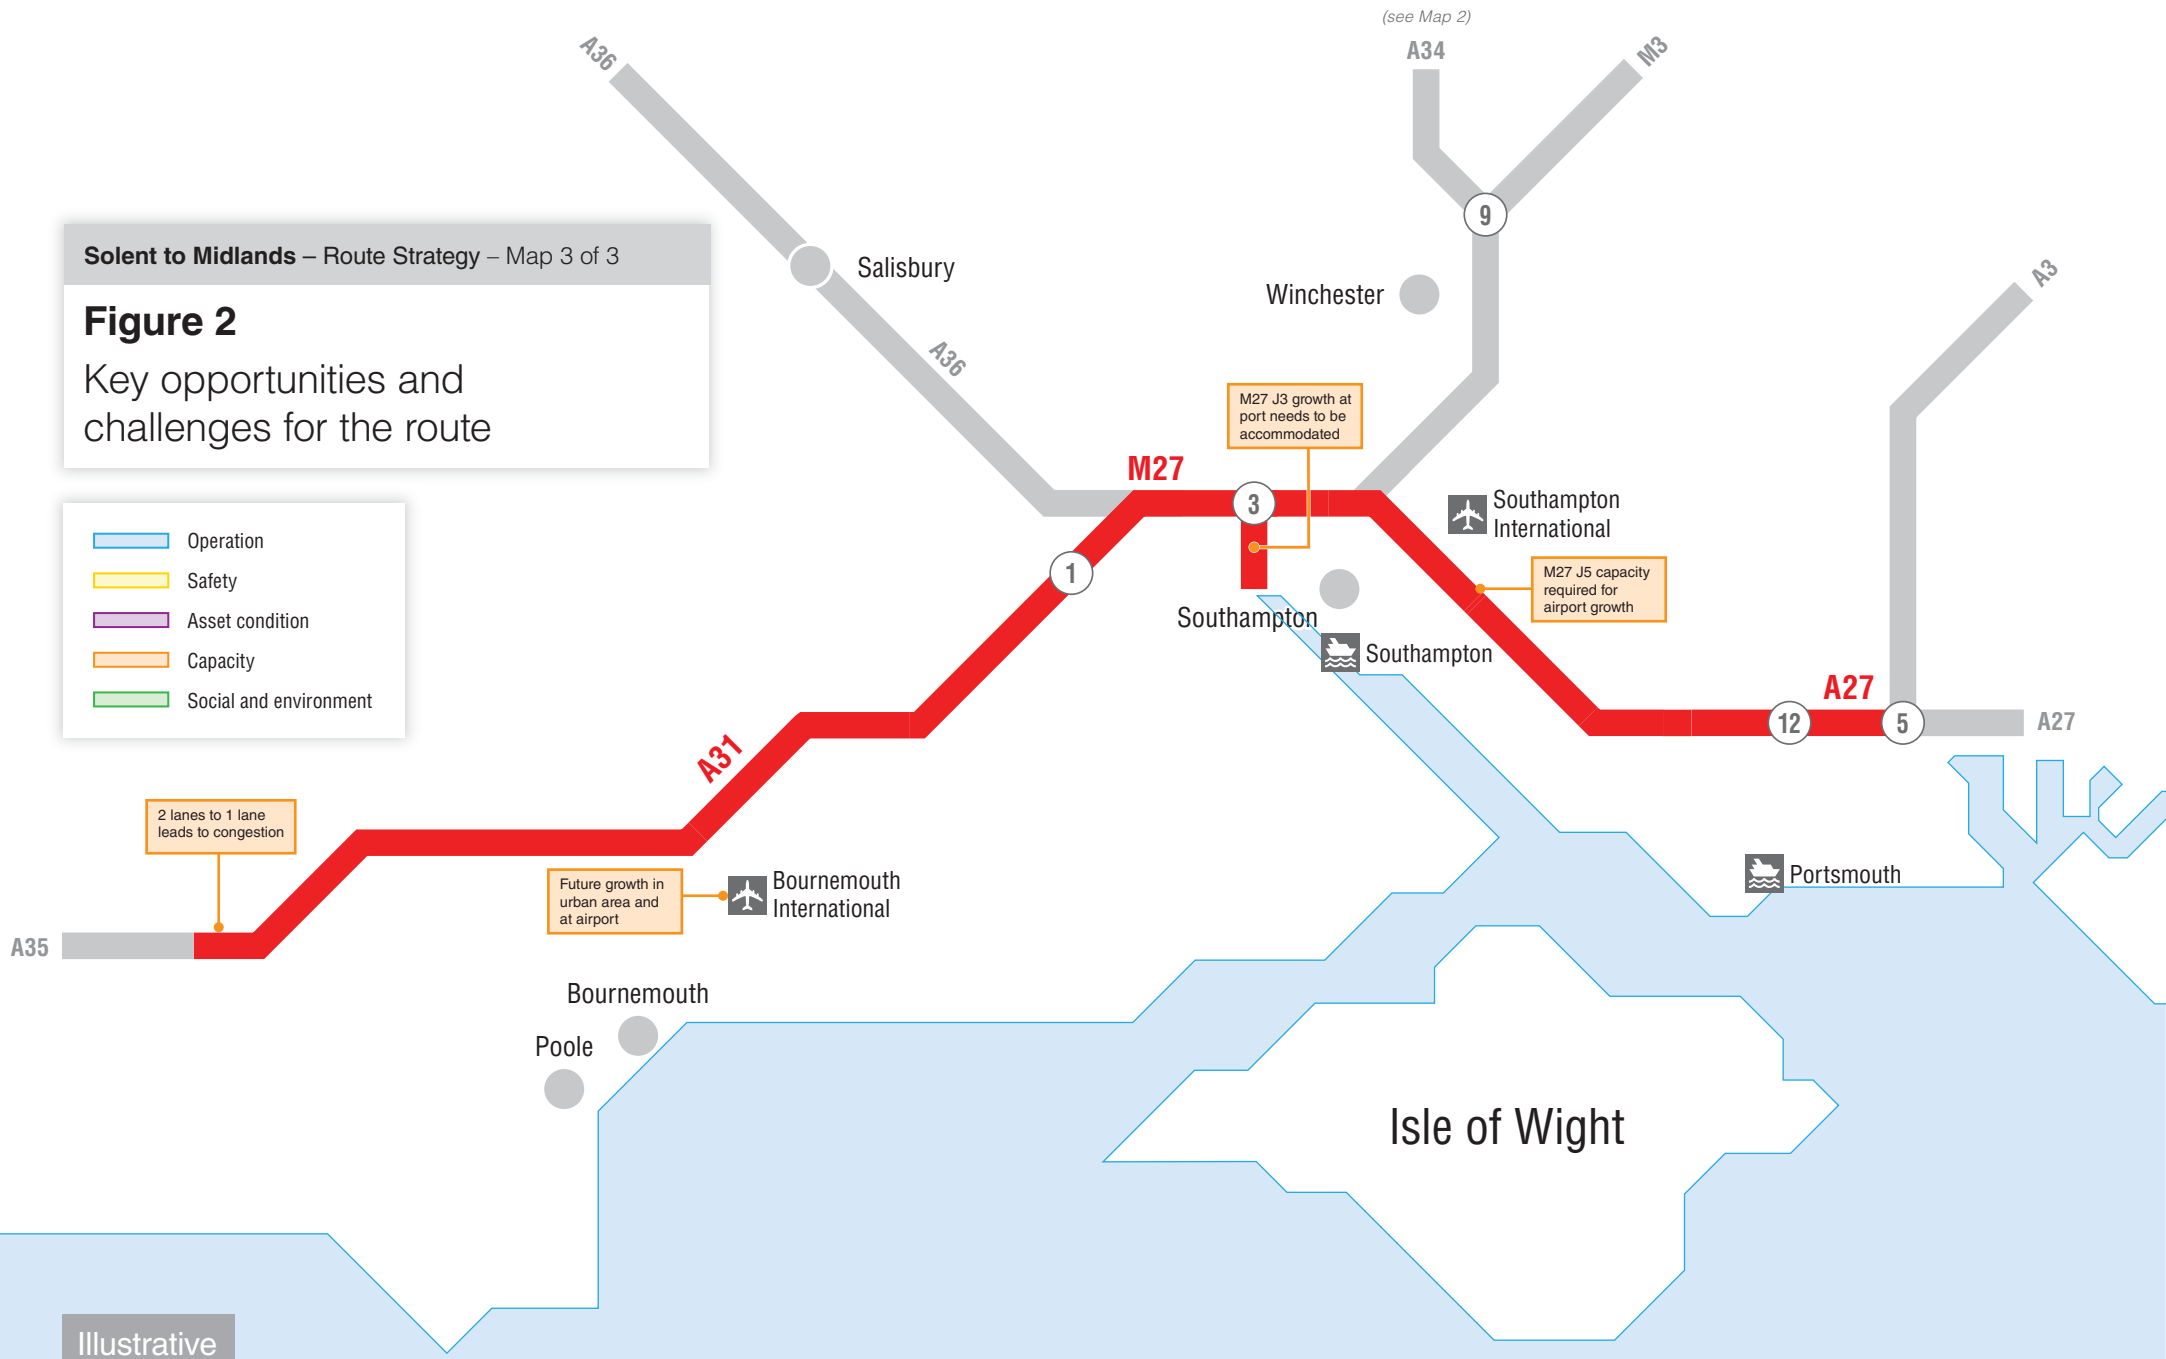 (see Map 2)
A36
A34
M3
Solent to Midlands – Route Strategy – Map 3 of 3
Figure 2
Key opportunities and
challenges for the route
Salisbury
Winchester
9
A3
A36
M27 J3 growth at
port needs to be
accommodated
M27
3
Southampton
International
Operation
Safety
Asset condition
Capacity
Social and environment
1
M27 J5 capacity
required for
airport growth
Southampton
Southampton
A27
12
5
A27
A31
2 lanes to 1 lane
leads to congestion
Future growth in
urban area and
at airport
Bournemouth
International
Portsmouth
A35
Bournemouth
Poole
Isle of Wight
Illustrative